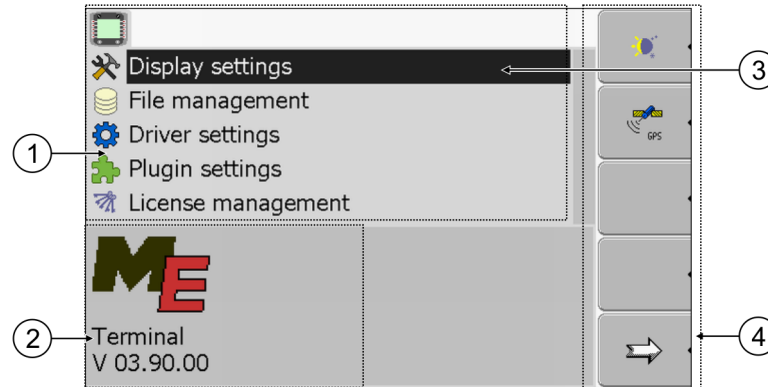 Display settings
File management
Driver settings
Plugin settings
License management
GPS
ME
Terminal
V 03.90.00
1
2
3
4